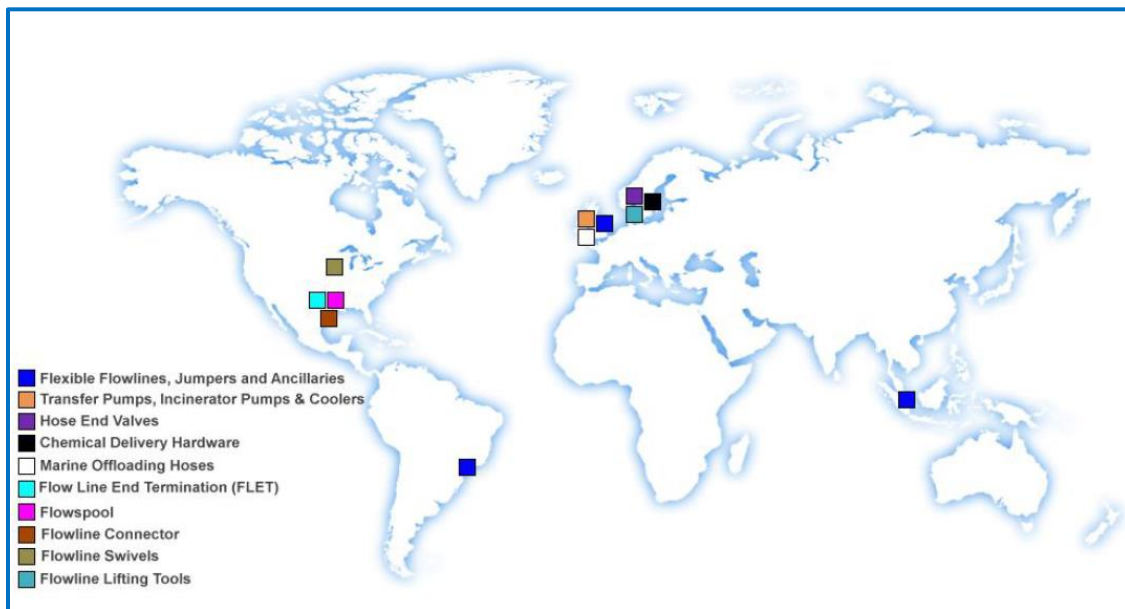 Flexible Flowlines, Jumpers and Ancillaries
Transfer Pumps, Incinerator Pumps & Coolers
Hose End Valves
Chemical Delivery Hardware
Marine Offloading Hoses
Flow Line End Termination (FLET)
Flowspool
Flowline Connector
Flowline Swivels
Flowline Lifting Tools